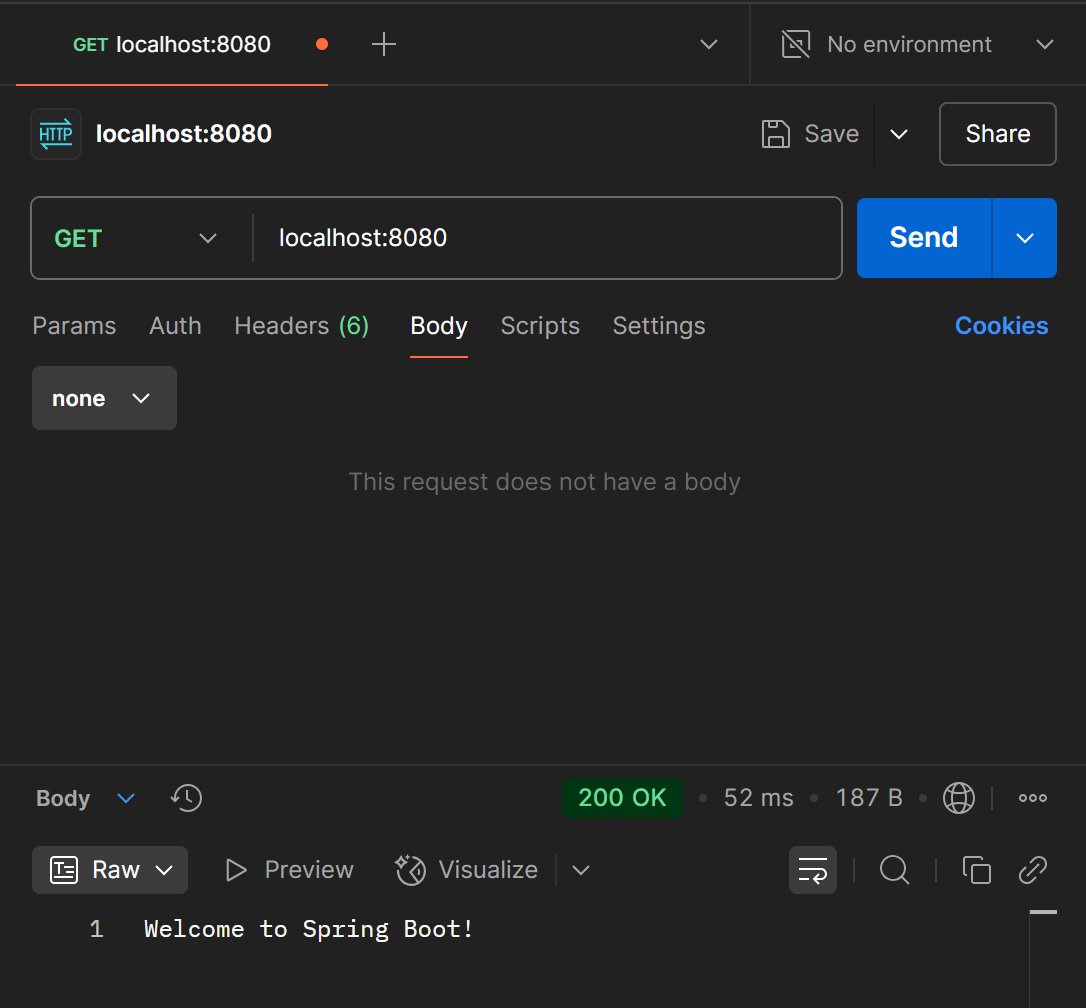 GET localhost:8080 No environment
HTTP localhost:8080 Save Share
GET localhost:8080 Send
Params Auth Headers (6) Body Scripts Settings Cookies
none
This request does not have a body
Body 200 OK 52 ms 187 B
Raw Preview Visualize
1 Welcome to Spring Boot!